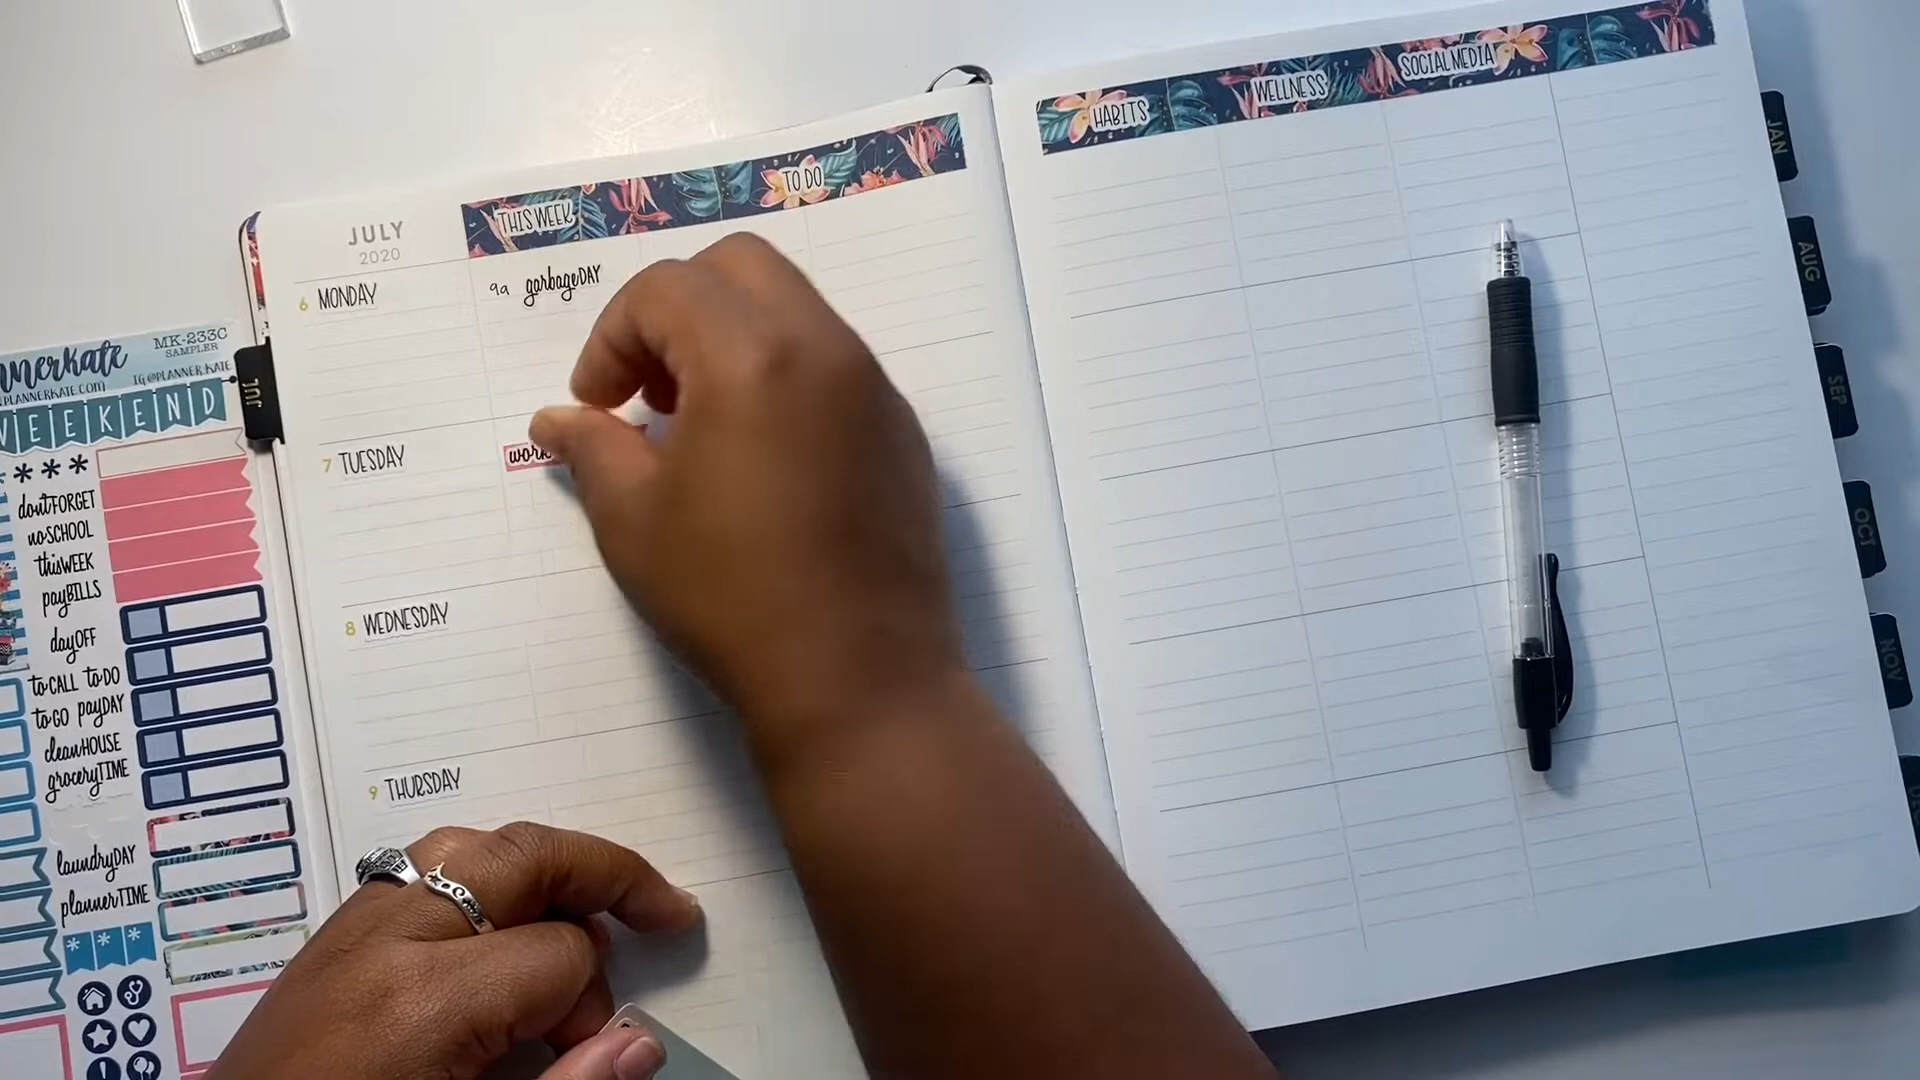 HABITS
WELLNESS
SOCIAL MEDIA
THIS WEEK
TO DO
JULY
2020
6 MONDAY
9a garbageDAY
7 TUESDAY
work
8 WEDNESDAY
9 THURSDAY
JUL
JAN
AUG
SEP
OCT
NOV
MK-233C
SAMPLER
PLANNERKATE.COM
IG@PLANNER.KATE
WEEKEND
dontFORGET
noSCHOOL
thisWEEK
payBILLS
dayOFF
toCALL toDO
toGO payDAY
cleanHOUSE
groceryTIME
laundryDAY
plannerTIME